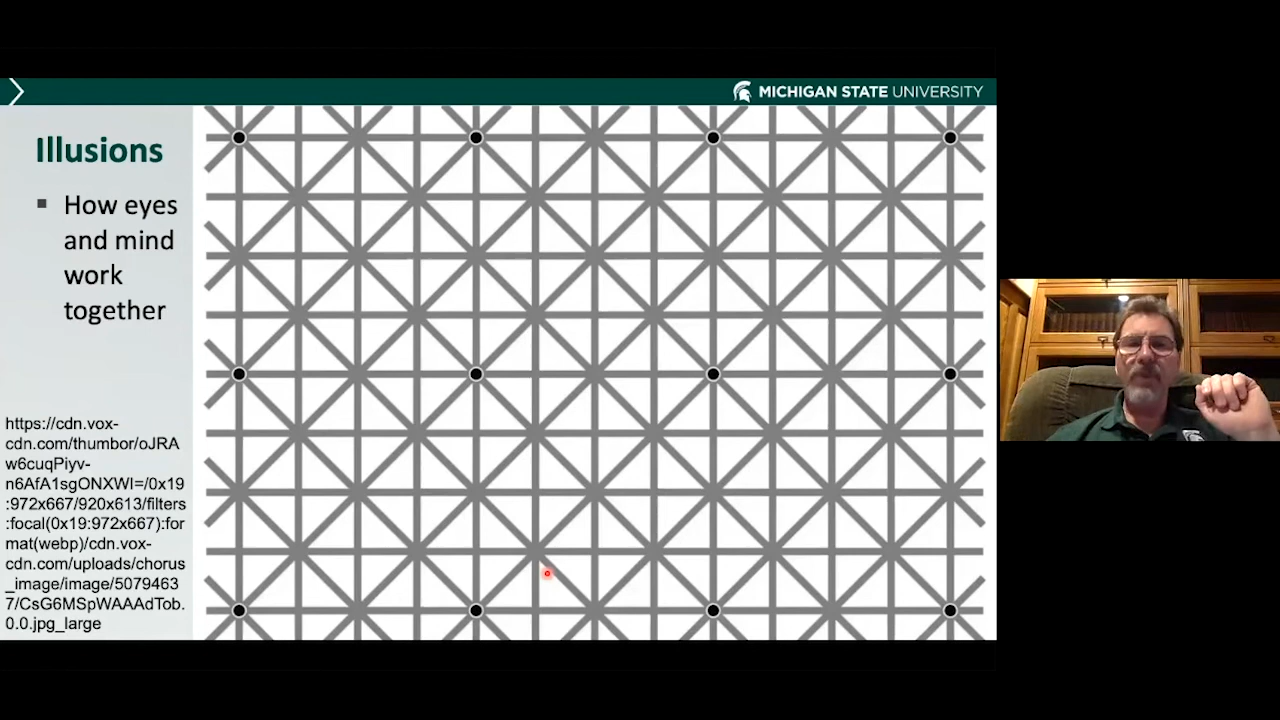 MICHIGAN STATE UNIVERSITY
Illusions
▪ How eyes
and mind
work
together
https://cdn.vox-
cdn.com/thumbor/oJRA
w6cuqPiyv-
n6AfA1sgONXWI=/0x19
:972x667/920x613/filters
:focal(0x19:972x667):for
mat(webp)/cdn.vox-
cdn.com/uploads/chorus
_image/image/5079463
7/CsG6MSpWAAAdTob.
0.0.jpg_large